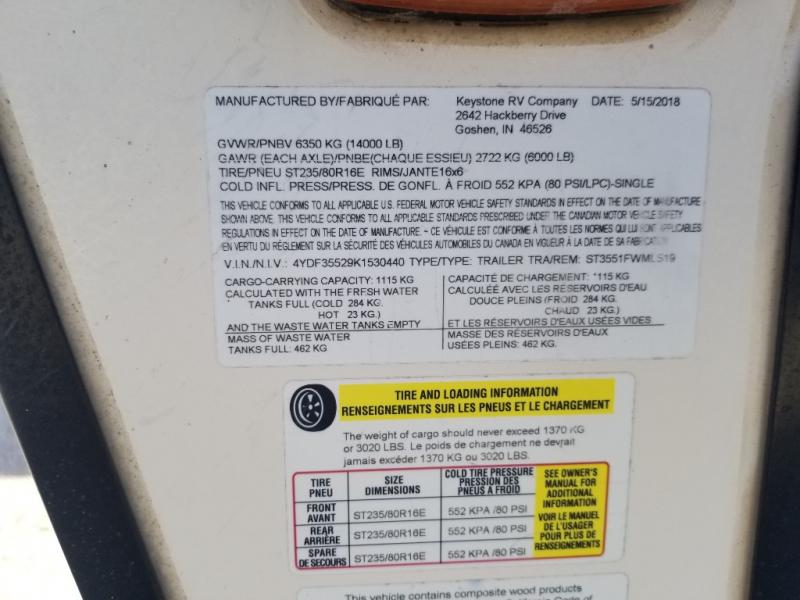 MANUFACTURED BY/FABRIQUÉ PAR: Keystone RV Company DATE: 5/15/2018
2642 Hackberry Drive
Goshen, IN 46526
GVWR/PNBV 6350 KG (14000 LB)
GAWR (EACH AXLE)/PNBE(CHAQUE ESSIEU) 2722 KG (6000 LB)
TIRE/PNEU ST235/80R16E RIMS/JANTE16x6
COLD INFL. PRESS/PRESS. DE GONFL. À FROID 552 KPA (80 PSI/LPC)-SINGLE
THIS VEHICLE CONFORMS TO ALL APPLICABLE U.S. FEDERAL MOTOR VEHICLE SAFETY STANDARDS IN EFFECT ON THE DATE OF MANUFACTURE
SHOWN ABOVE. THIS VEHICLE CONFORMS TO ALL APPLICABLE STANDARDS PRESCRIBED UNDER THE CANADIAN MOTOR VEHICLE SAFETY
REGULATIONS IN EFFECT ON THE DATE OF MANUFACTURE. - CE VÉHICULE EST CONFORME À TOUTES LES NORMES QUI LUI SONT APPLICABLES
EN VERTU DU RÉGLEMENT SUR LA SÉCURITÉ DES VÉHICULES AUTOMOBILES DU CANADA EN VIGUEUR À LA DATE DE SA FABRICATION
V.I.N./N.I.V.: 4YDF35529K1530440 TYPE/TYPE: TRAILER TRA/REM: ST3551FWMLS19
CARGO-CARRYING CAPACITY: 1115 KG
CALCULATED WITH THE FRESH WATER
TANKS FULL (COLD 284 KG.
HOT 23 KG.)
AND THE WASTE WATER TANKS EMPTY
MASS OF WASTE WATER
TANKS FULL: 462 KG
CAPACITÉ DE CHARGEMENT: 1115 KG
CALCULÉE AVEC LES RESERVOIRS D'EAU
DOUCE PLEINS (FROID 284 KG.
CHAUD 23 KG.)
ET LES RÉSERVOIRS D'EAUX USÉES VIDES
MASSE DES RÉSERVOIRS D'EAUX
USÉES PLEINS: 462 KG.
TIRE AND LOADING INFORMATION
RENSEIGNEMENTS SUR LES PNEUS ET LE CHARGEMENT
The weight of cargo should never exceed 1370 KG
or 3020 LBS. Le poids de chargement ne devrait
jamais excéder 1370 KG ou 3020 LBS.
TIRE
PNEU
SIZE
DIMENSIONS
COLD TIRE PRESSURE
PRESSION DES
PNEUS A FROID
FRONT
AVANT
ST235/80R16E
552 KPA /80 PSI
REAR
ARRIÈRE
ST235/80R16E
552 KPA /80 PSI
SPARE
DE SECOURS
ST235/80R16E
552 KPA /80 PSI
SEE OWNER'S
MANUAL FOR
ADDITIONAL
INFORMATION
VOIR LE MANUEL
DE L'USAGER
POUR PLUS DE
RENSEIGNEMENTS
This vehicle contains composite wood products